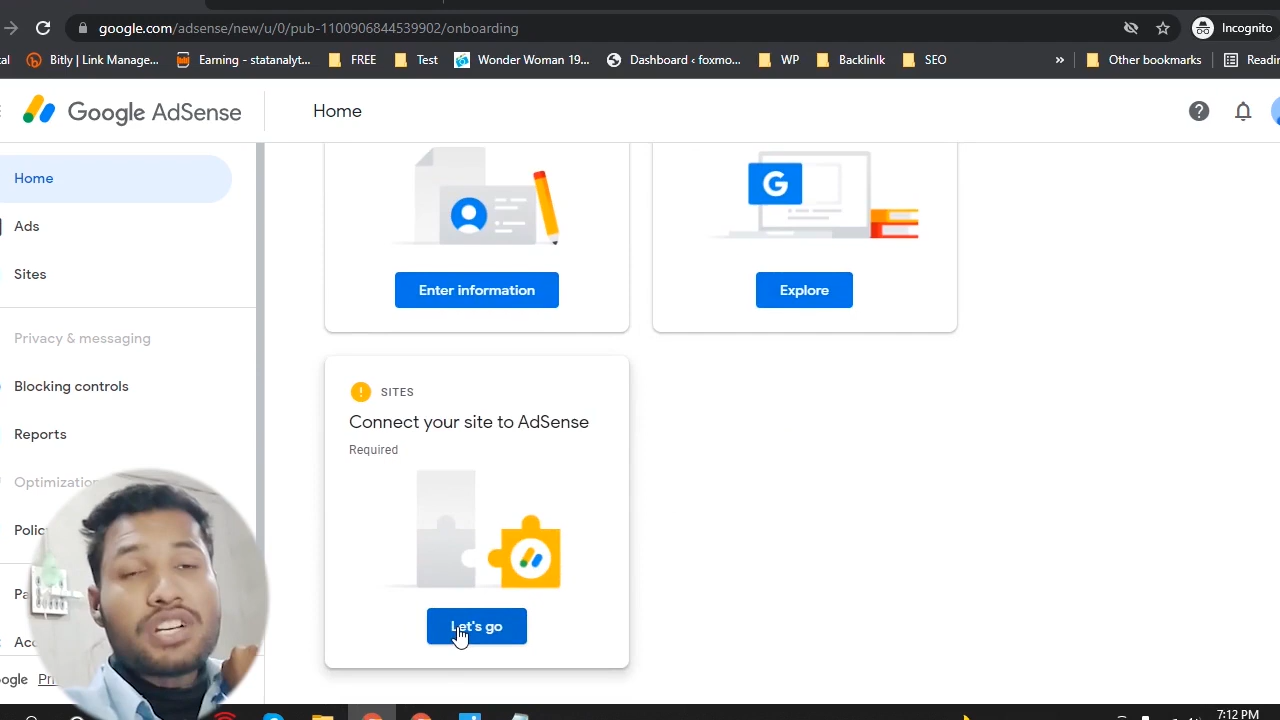 google.com/adsense/new/u/0/pub-1100906844539902/onboarding
Incognito
Bitly | Link Manage...
Earning - statanalyt...
FREE
Test
Wonder Woman 19...
Dashboard ‹ foxmo...
WP
Backlinlk
SEO
»
Other bookmarks
Google AdSense
Home
Home
Ads
Sites
Privacy & messaging
Blocking controls
Reports
Enter information
G
Explore
SITES
Connect your site to AdSense
Required
Let's go
7:12 PM